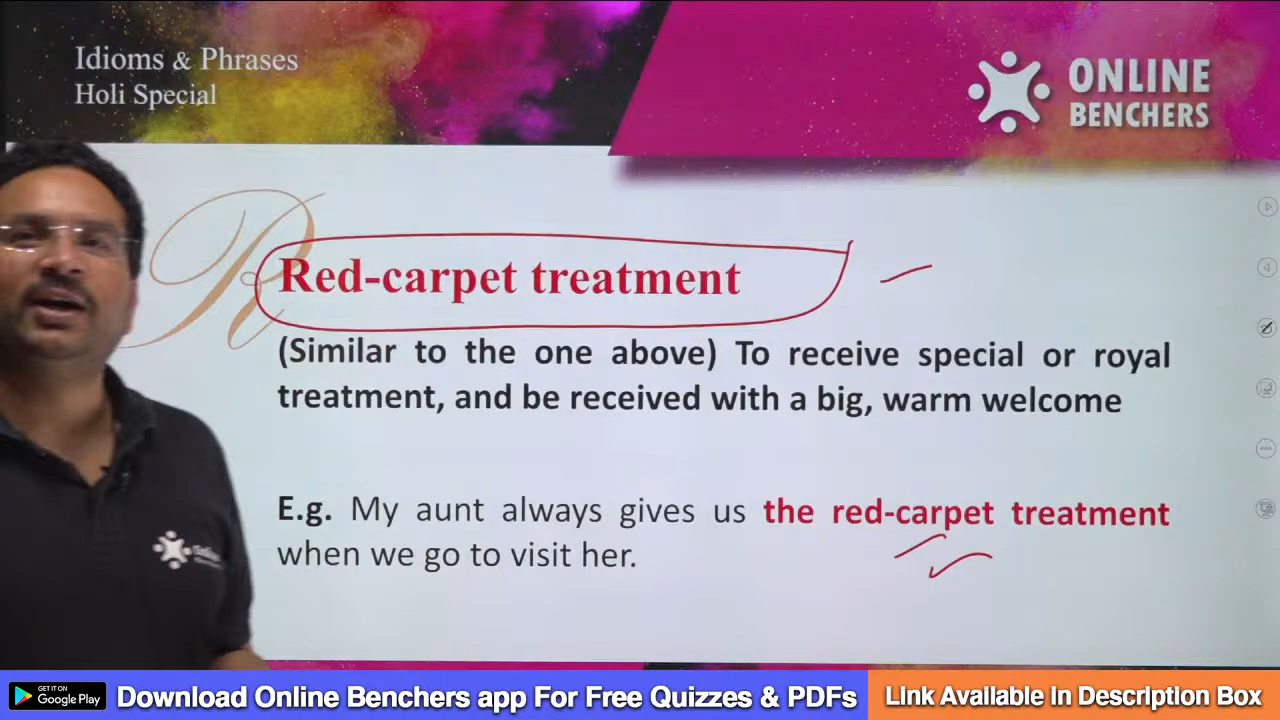 Idioms & Phrases
Holi Special
ONLINE
BENCHERS
R
Red-carpet treatment
(Similar to the one above) To receive special or royal
treatment, and be received with a big, warm welcome
E.g. My aunt always gives us the red-carpet treatment
when we go to visit her.
GET IT ON
Google Play
Download Online Benchers app For Free Quizzes & PDFs
Link Available In Description Box